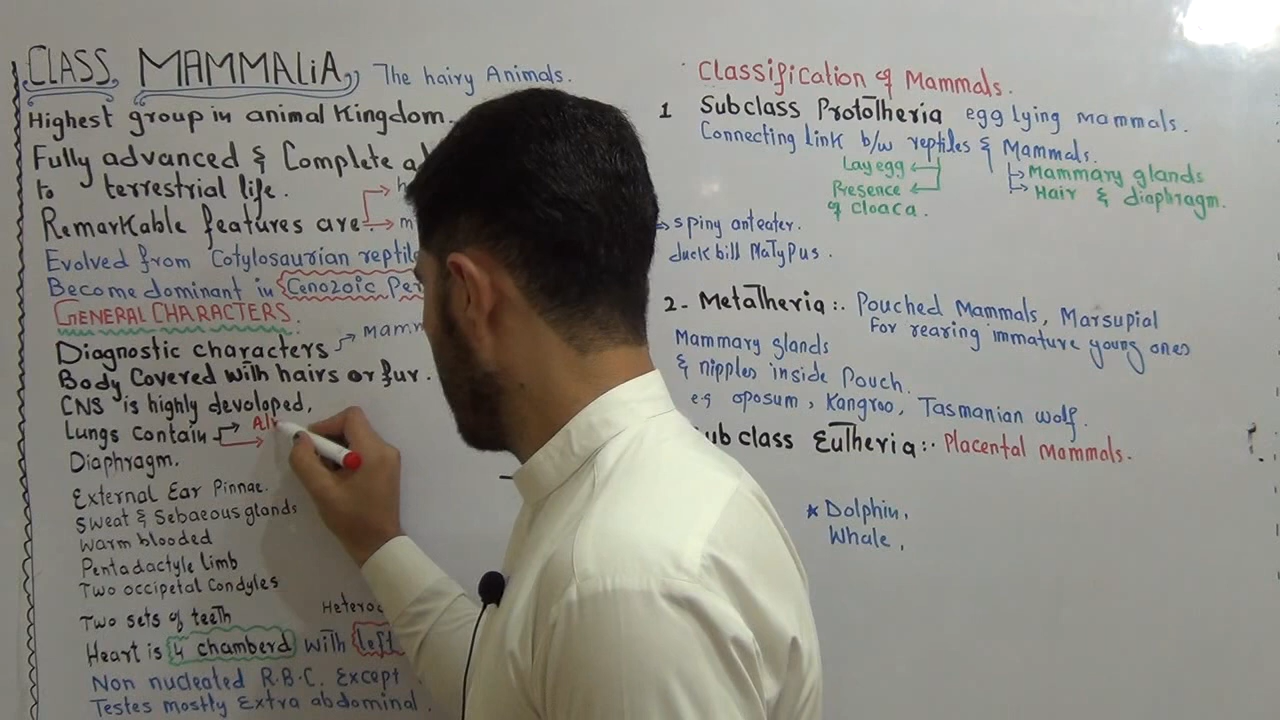 CLASS MAMMALiA, The hairy Animals.
Highest group in animal Kingdom.
Fully advanced & Complete
to terrestrial life.
Remarkable features are
Evolved from Cotylosaurian
Become dominant in Cenozoic
GENERAL CHARACTERS.
Diagnostic characters
Body Covered with hairs or fur.
CNS is highly devoloped,
Lungs Contain
Diaphragm.
External Ear Pinnae.
Sweat & Sebaeous glands
Warm blooded
Pentadactyle limb
Two occipetal Condyles
Two sets of teeth
Heart is 4 chamberd with left
Non nucleated R.B.C. Except
Testes mostly Extra abdominal.
Classification of Mammals.
1 Subclass Prototheria egg lying mammals.
Connecting link b/w reptiles & Mammals.
Lay egg Mammary glands
Presence Hair & diaphragm.
of Cloaca.
spiny anteater.
duck bill PlaTypus.
2- Metatheria:. Pouched Mammals, Marsupial
For rearing immature young ones
Mammary glands
& nipples inside Pouch.
e.g oposum, Kangroo, Tasmanian wolf.
class Eutheria:. Placental Mammals.
* Dolphin,
Whale,